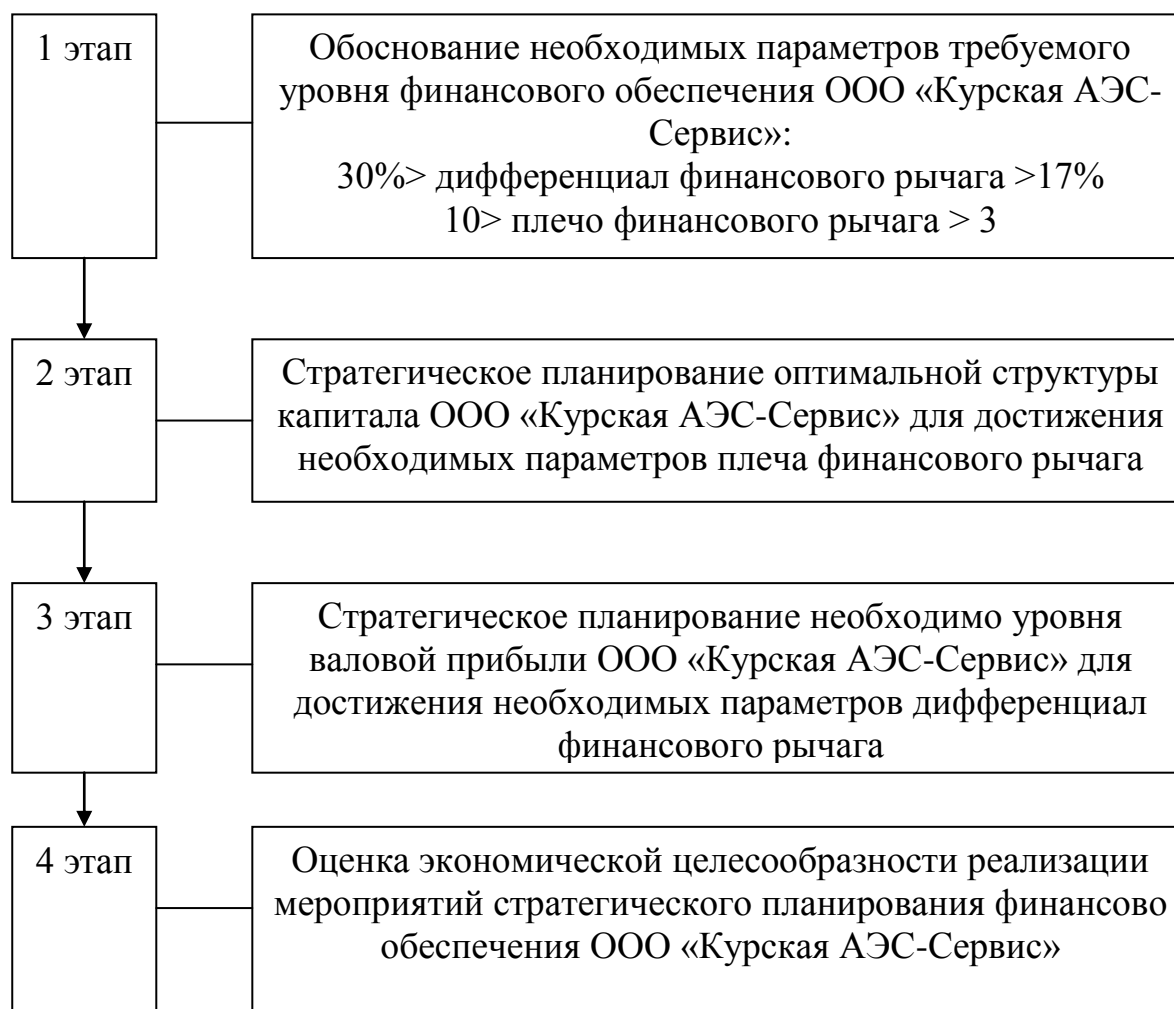 1 этап
Обоснование необходимых параметров требуемого
уровня финансового обеспечения ООО «Курская АЭС-
Сервис»:
30%> дифференциал финансового рычага >17%
10> плечо финансового рычага > 3
2 этап
Стратегическое планирование оптимальной структуры
капитала ООО «Курская АЭС-Сервис» для достижения
необходимых параметров плеча финансового рычага
3 этап
Стратегическое планирование необходимо уровня
валовой прибыли ООО «Курская АЭС-Сервис» для
достижения необходимых параметров дифференциал
финансового рычага
4 этап
Оценка экономической целесообразности реализации
мероприятий стратегического планирования финансово
обеспечения ООО «Курская АЭС-Сервис»